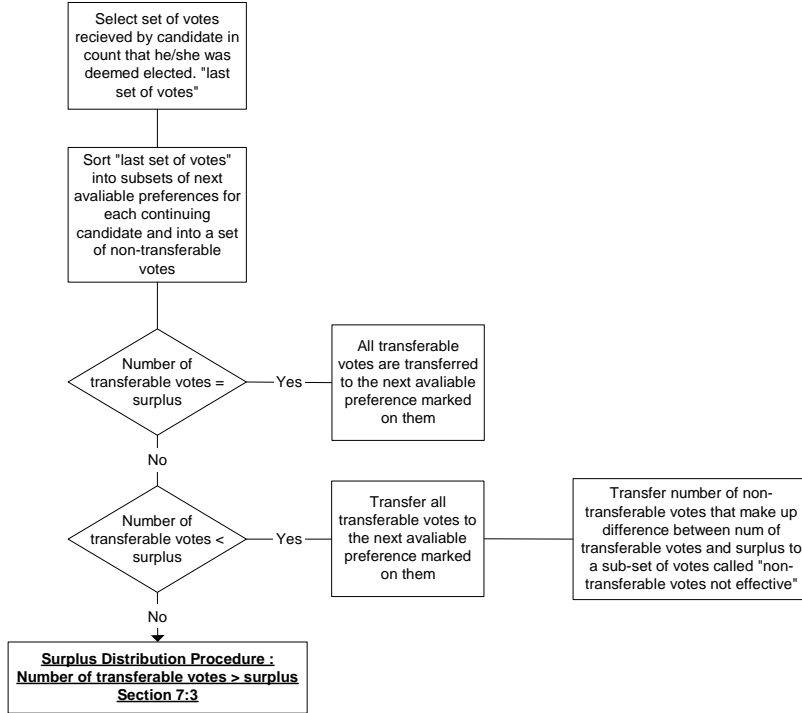 Select set of votes
recieved by candidate in
count that he/she was
deemed elected. "last
set of votes"
Sort "last set of votes"
into subsets of next
avaliable preferences for
each continuing
candidate and into a set
of non-transferable
votes
Number of
transferable votes =
surplus
Yes
All transferable
votes are transferred
to the next avaliable
preference marked
on them
No
Number of
transferable votes <
surplus
Yes
Transfer all
transferable votes to
the next avaliable
preference marked
on them
Transfer number of non-
transferable votes that make up
difference between num of
transferable votes and surplus to
a sub-set of votes called "non-
transferable votes not effective"
No
Surplus Distribution Procedure :
Number of transferable votes > surplus
Section 7:3